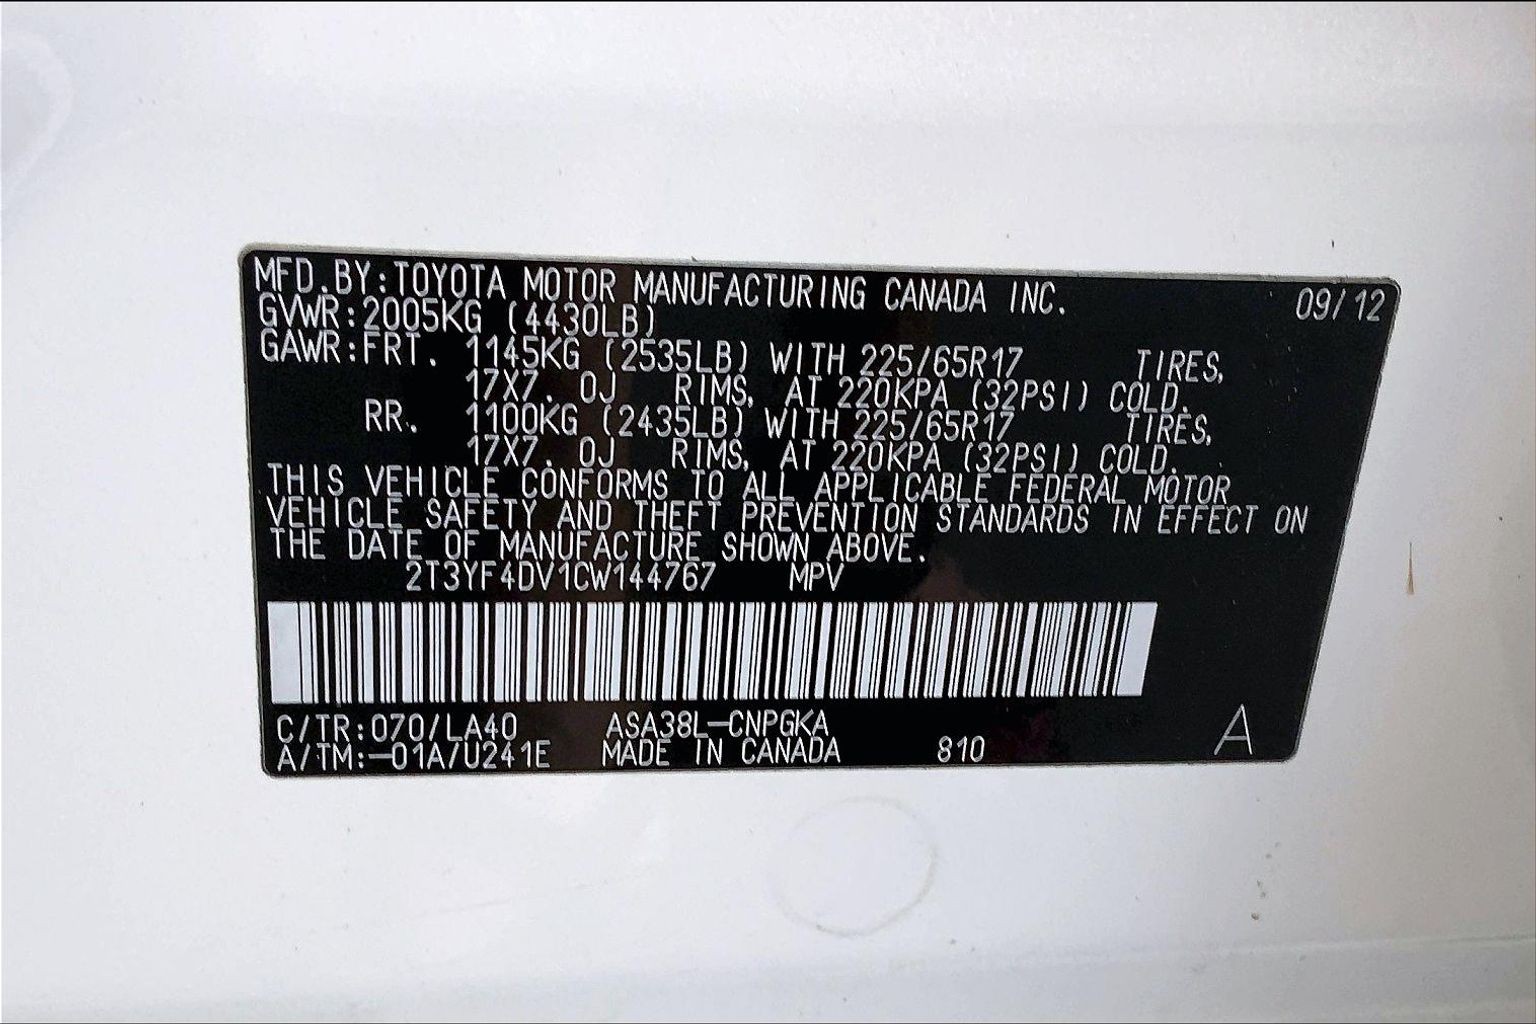 MFD.BY:TOYOTA MOTOR MANUFACTURING CANADA INC. 09/12
GVWR:2005KG (4430LB)
GAWR:FRT. 1145KG (2535LB) WITH 225/65R17 TIRES,
17X7. 0J RIMS, AT 220KPA (32PSI) COLD.
RR. 1100KG (2435LB) WITH 225/65R17 TIRES,
17X7. 0J RIMS, AT 220KPA (32PSI) COLD.
THIS VEHICLE CONFORMS TO ALL APPLICABLE FEDERAL MOTOR
VEHICLE SAFETY AND THEFT PREVENTION STANDARDS IN EFFECT ON
THE DATE OF MANUFACTURE SHOWN ABOVE.
2T3YF4DV1CW144767 MPV
C/TR:070/LA40 ASA38L-CNPGKA
A/TM:-01A/U241E MADE IN CANADA 810 A